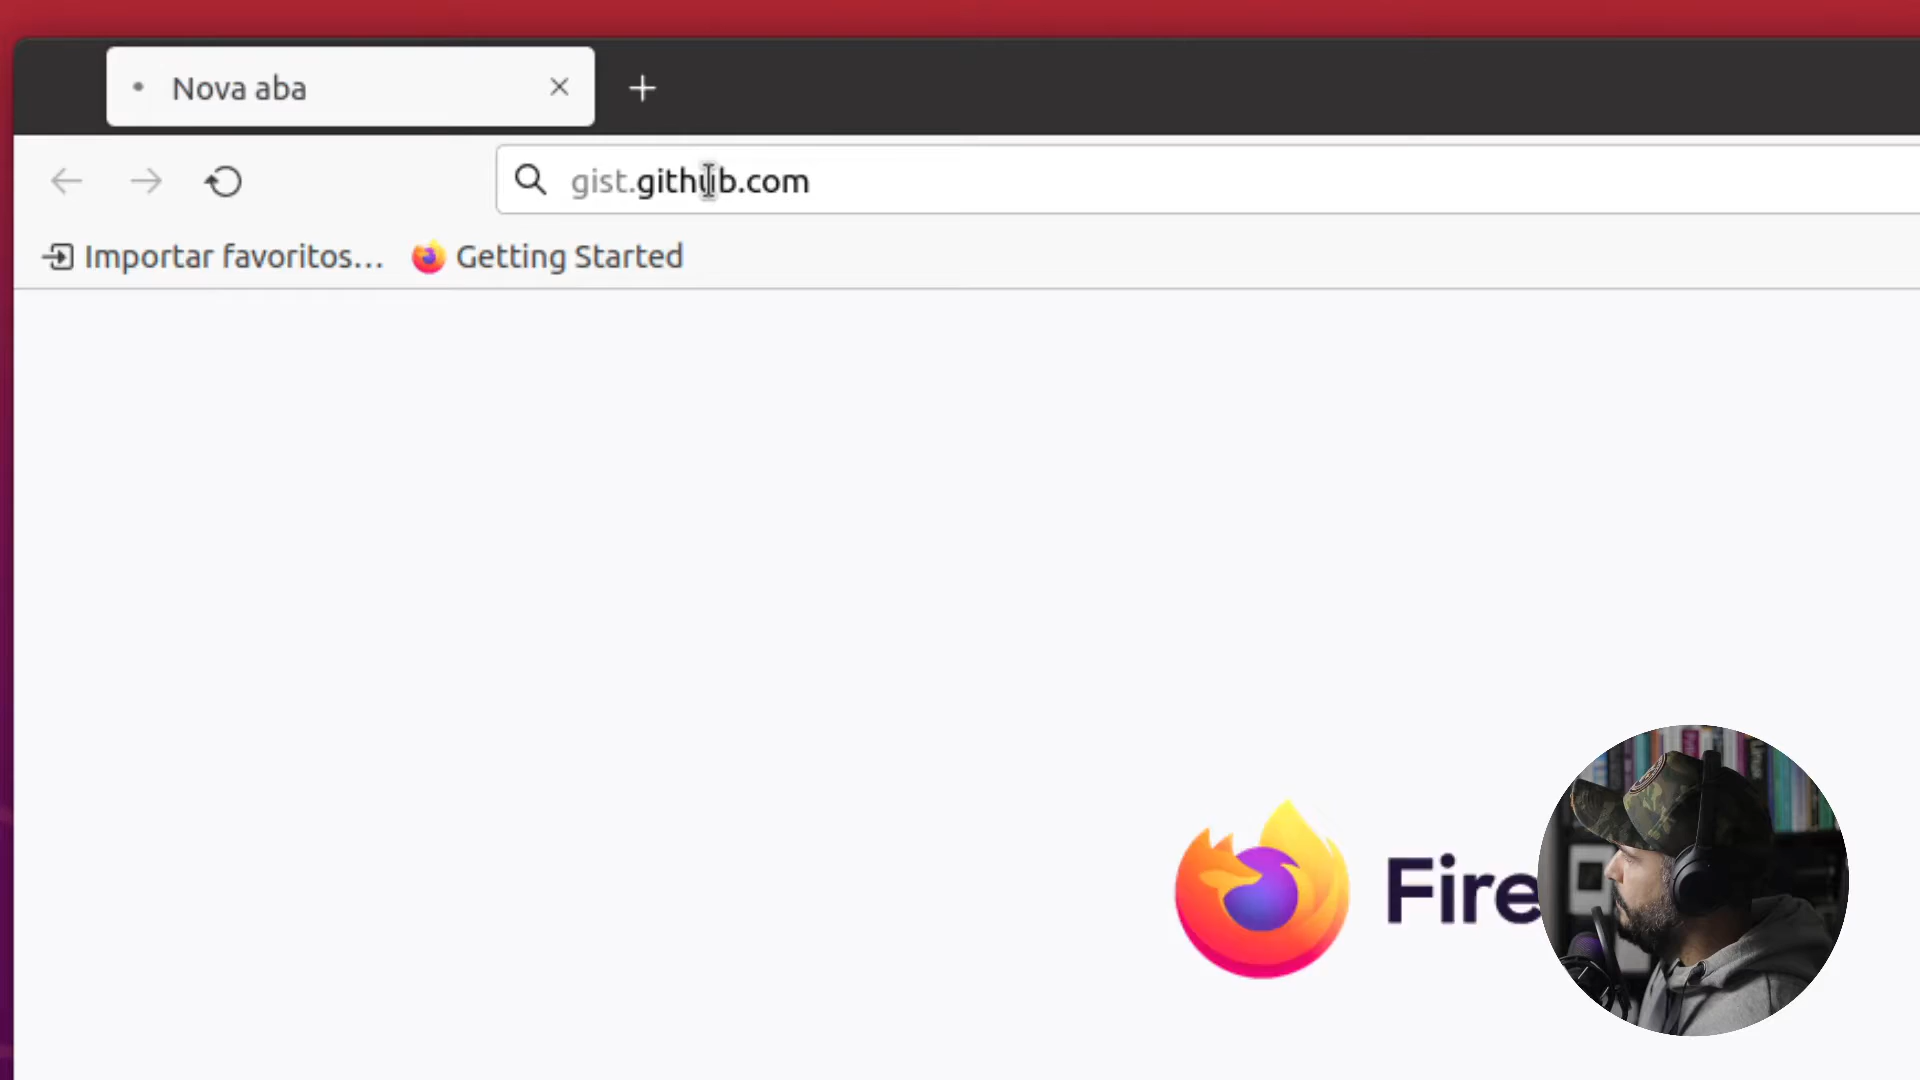 Nova aba
gist.github.com
Importar favoritos...
Getting Started
Fire